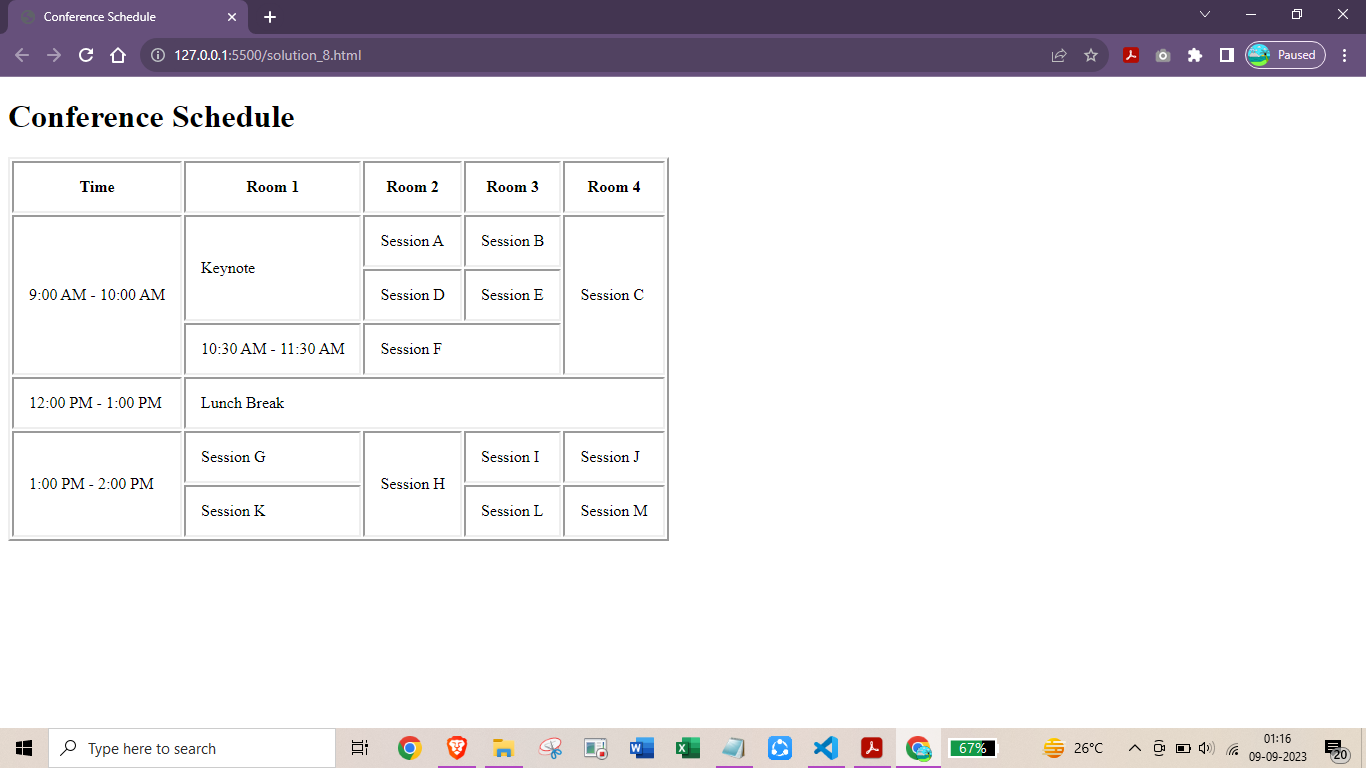 Conference Schedule
127.0.0.1:5500/solution_8.html
Paused
Conference Schedule
Time Room 1 Room 2 Room 3 Room 4
9:00 AM - 10:00 AM Keynote Session A Session B Session C
Session D Session E
10:30 AM - 11:30 AM Session F
12:00 PM - 1:00 PM Lunch Break
1:00 PM - 2:00 PM Session G Session H Session I Session J
Session K Session L Session M
Type here to search
67%
26°C
01:16
09-09-2023
20